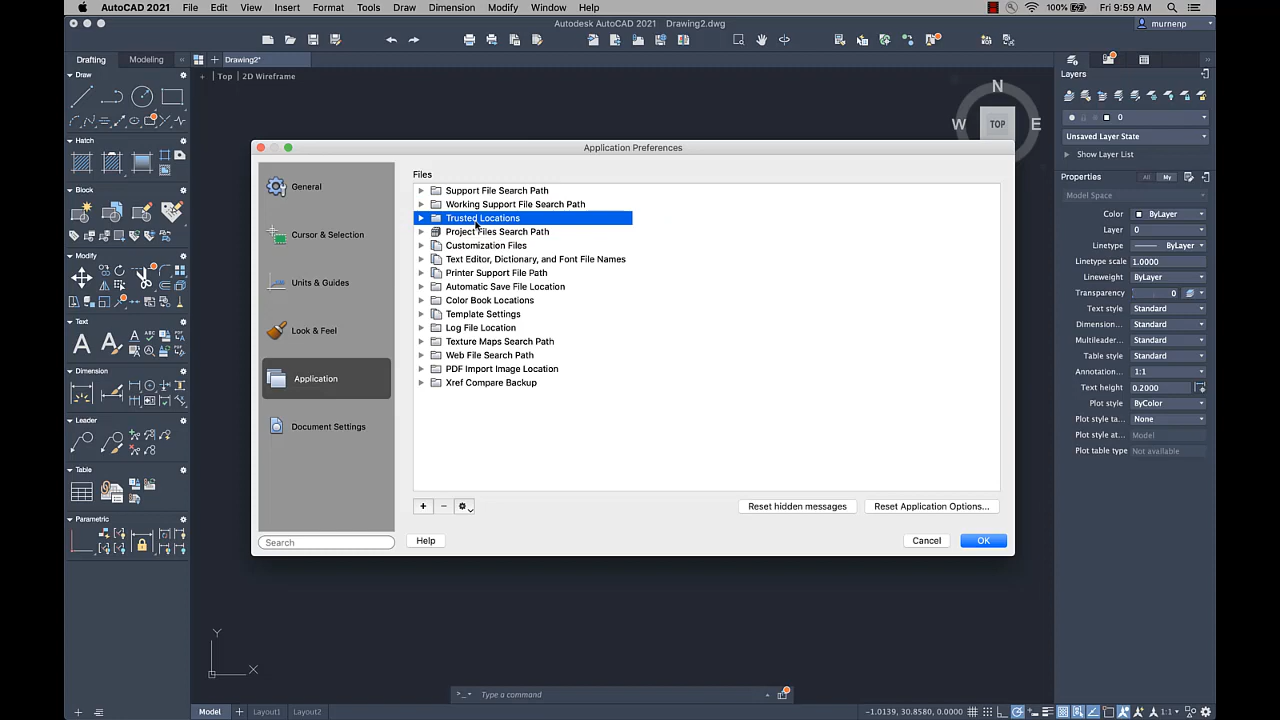 AutoCAD 2021 File Edit View Insert Format Tools Draw Dimension Modify Window Help 100% Fri 9:59 AM
Autodesk AutoCAD 2021 Drawing2.dwg murnenp
Drafting Modeling Drawing2*
Top | 2D Wireframe
Draw
Hatch
Block
Modify
Text
A A ABC
Dimension
Leader
Table
Parametric
N
W TOP E
Application Preferences
General
Cursor & Selection
Units & Guides
Look & Feel
Application
Document Settings
Search
Files
Support File Search Path
Working Support File Search Path
Trusted Locations
Project Files Search Path
Customization Files
Text Editor, Dictionary, and Font File Names
Printer Support File Path
Automatic Save File Location
Color Book Locations
Template Settings
Log File Location
Texture Maps Search Path
Web File Search Path
PDF Import Image Location
Xref Compare Backup
+ − Reset hidden messages Reset Application Options...
Help Cancel OK
Layers
0
Unsaved Layer State
Show Layer List
Properties All My
Model Space
Color ByLayer
Layer 0
Linetype ByLayer
Linetype scale 1.0000
Lineweight ByLayer
Transparency 0
Text style Standard
Dimension... Standard
Multileader... Standard
Table style Standard
Annotation... 1:1
Text height 0.2000
Plot style ByColor
Plot style ta... None
Plot style at... Model
Plot table type Not available
Y
X
>_ Type a command
Model + Layout1 Layout2 -1.0139, 30.8580, 0.0000 1:1